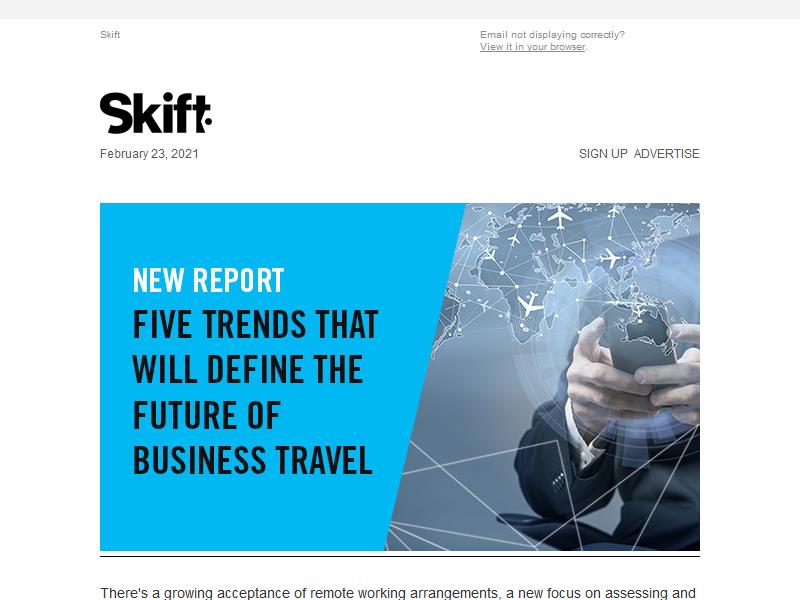 Skift
Email not displaying correctly?
View it in your browser.
Skift
February 23, 2021
SIGN UP ADVERTISE
NEW REPORT
FIVE TRENDS THAT
WILL DEFINE THE
FUTURE OF
BUSINESS TRAVEL
There's a growing acceptance of remote working arrangements, a new focus on assessing and